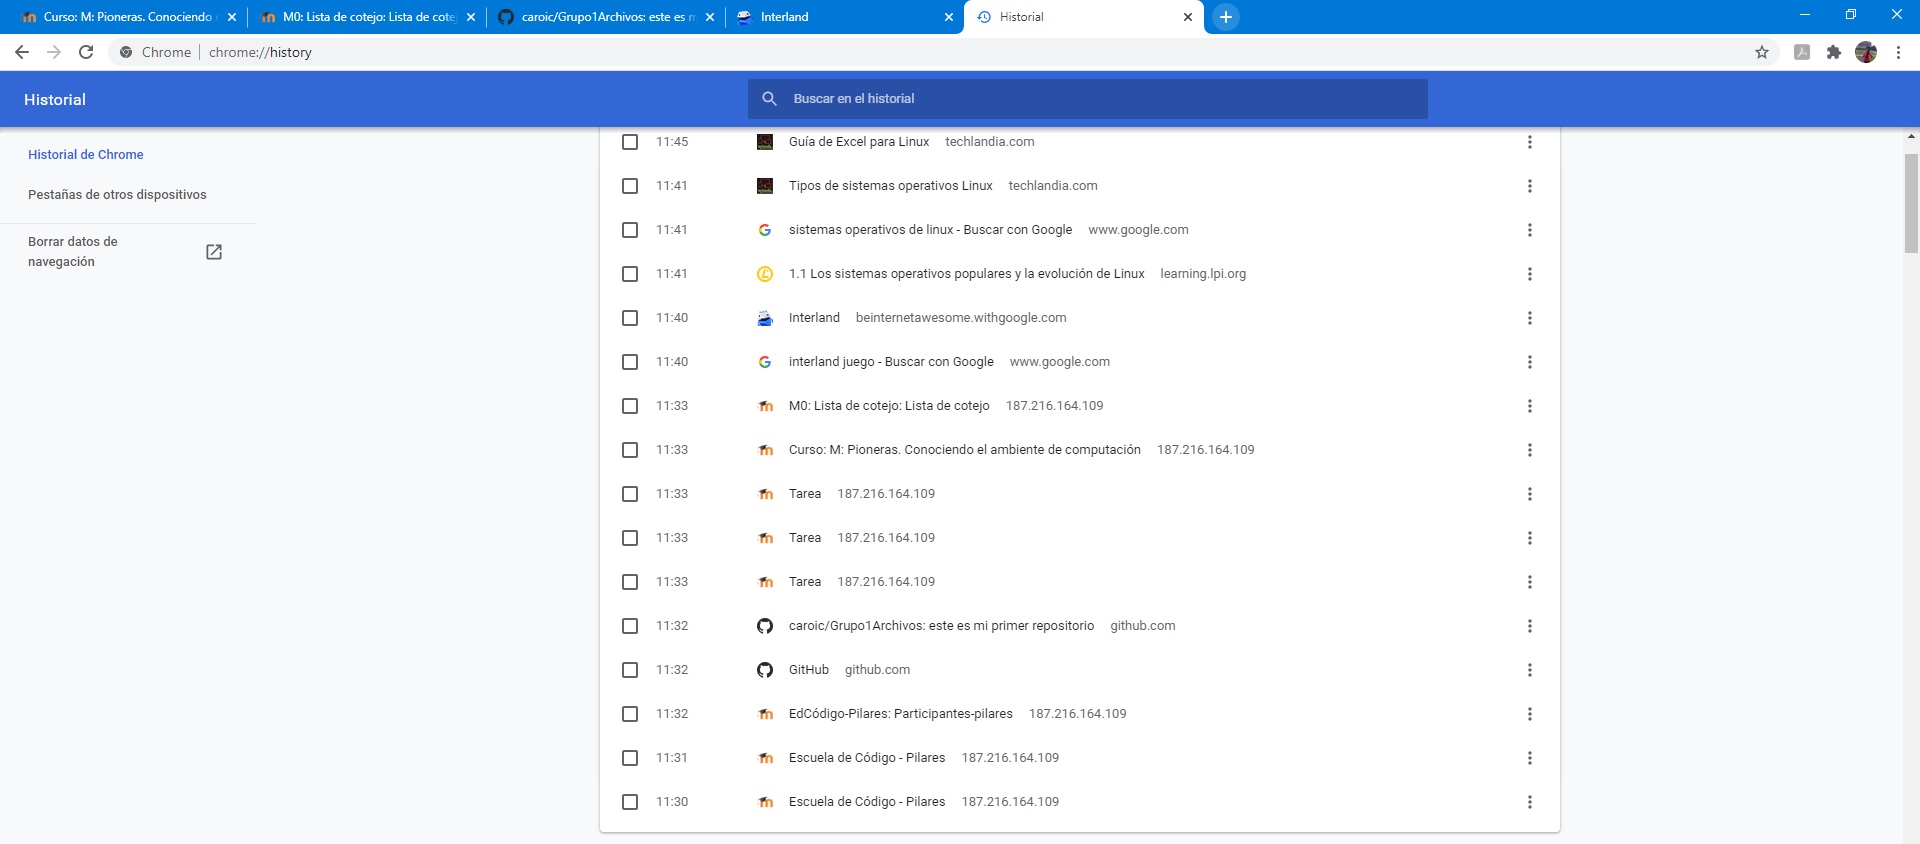 Curso: M: Pioneras. Conociendo
M0: Lista de cotejo: Lista de cote
caroic/Grupo1Archivos: este es m
Interland
Historial
Chrome
chrome://history
Historial
Buscar en el historial
Historial de Chrome
Pestañas de otros dispositivos
Borrar datos de
navegación
11:45 Guía de Excel para Linux techlandia.com
11:41 Tipos de sistemas operativos Linux techlandia.com
11:41 sistemas operativos de linux - Buscar con Google www.google.com
11:41 1.1 Los sistemas operativos populares y la evolución de Linux learning.lpi.org
11:40 Interland beinternetawesome.withgoogle.com
11:40 interland juego - Buscar con Google www.google.com
11:33 M0: Lista de cotejo: Lista de cotejo 187.216.164.109
11:33 Curso: M: Pioneras. Conociendo el ambiente de computación 187.216.164.109
11:33 Tarea 187.216.164.109
11:33 Tarea 187.216.164.109
11:33 Tarea 187.216.164.109
11:32 caroic/Grupo1Archivos: este es mi primer repositorio github.com
11:32 GitHub github.com
11:32 EdCódigo-Pilares: Participantes-pilares 187.216.164.109
11:31 Escuela de Código - Pilares 187.216.164.109
11:30 Escuela de Código - Pilares 187.216.164.109